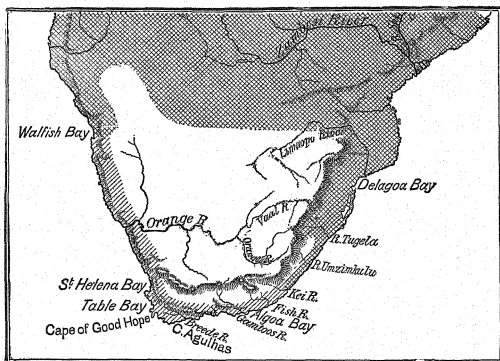 Zambesi River
Walfish Bay
Limpopo River
Delagoa Bay
Orange R.
Vaal R.
R. Tugela
R. Umzimkulu
St Helena Bay
Kei R.
Table Bay
Fish R.
Algoa Bay
Cape of Good Hope
Gamtoos R.
Breede R.
C. Agulhas